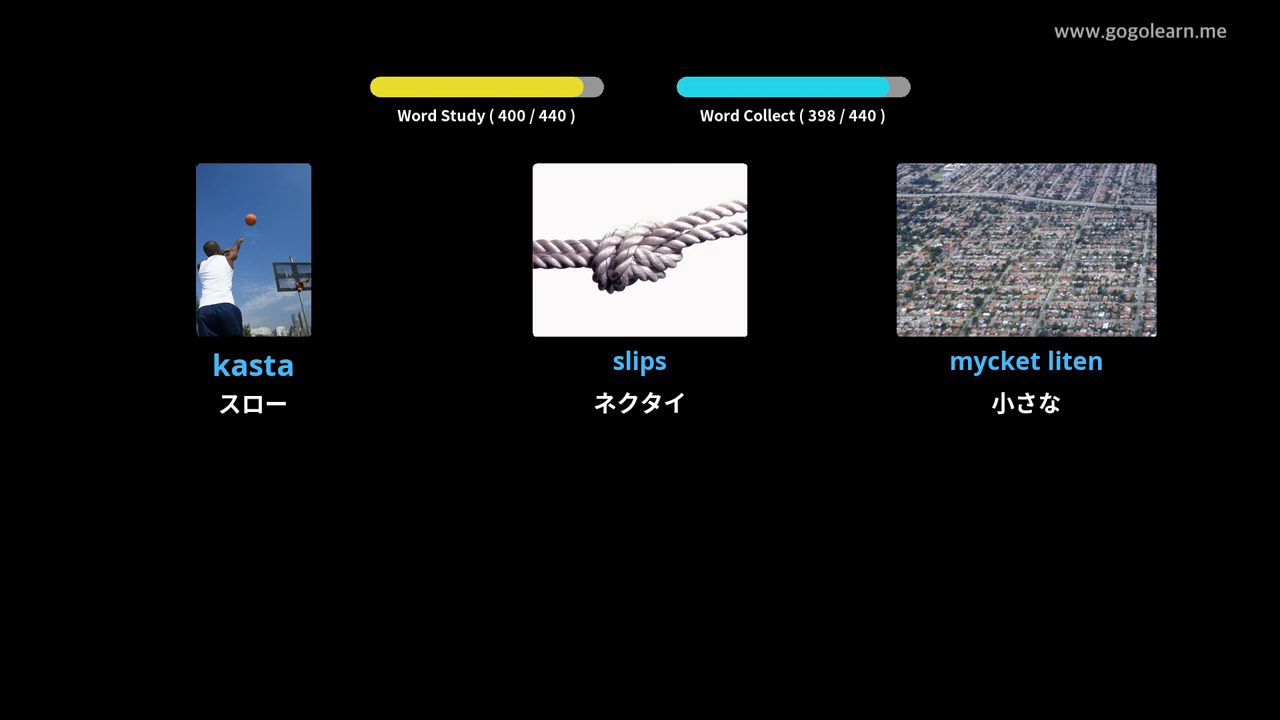 www.gogolearn.me
Word Study ( 400 / 440 )
Word Collect ( 398 / 440 )
kasta
slips
mycket liten
スロー
ネクタイ
小さな